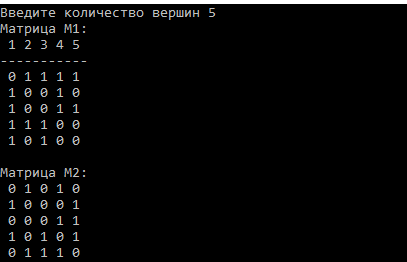 Введите количество вершин 5
Матрица M1:
1 2 3 4 5
-----------
0 1 1 1 1
1 0 0 1 0
1 0 0 1 1
1 1 1 0 0
1 0 1 0 0
Матрица M2:
0 1 0 1 0
1 0 0 0 1
0 0 0 1 1
1 0 1 0 1
0 1 1 1 0